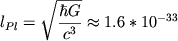 l_{Pl} = \sqrt{\frac{\hbar G}{c^3}} \approx 1.6 * 10^{-33}